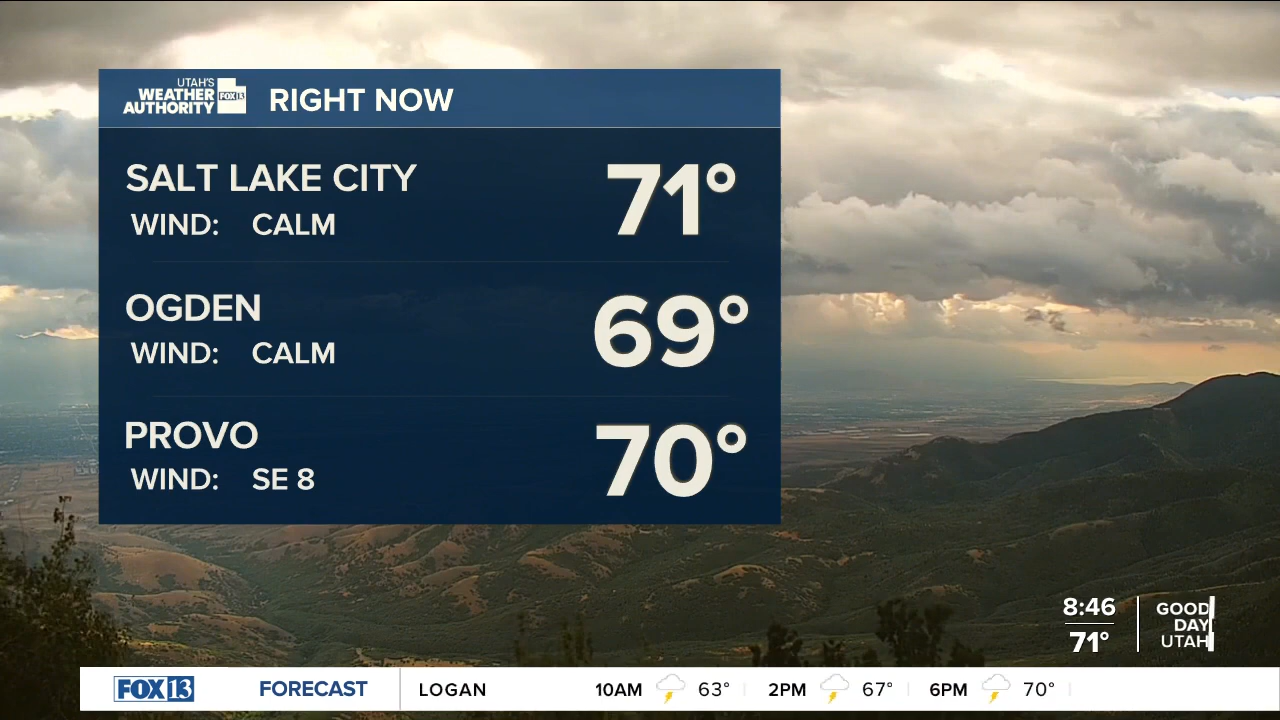 UTAH'S
WEATHER
AUTHORITY
FOX 13
RIGHT NOW
SALT LAKE CITY
71°
WIND: CALM
OGDEN
69°
WIND: CALM
PROVO
70°
WIND: SE 8
8:46
71°
GOOD
DAY
UTAH
FOX 13 FORECAST LOGAN 10AM 63° 2PM 67° 6PM 70°